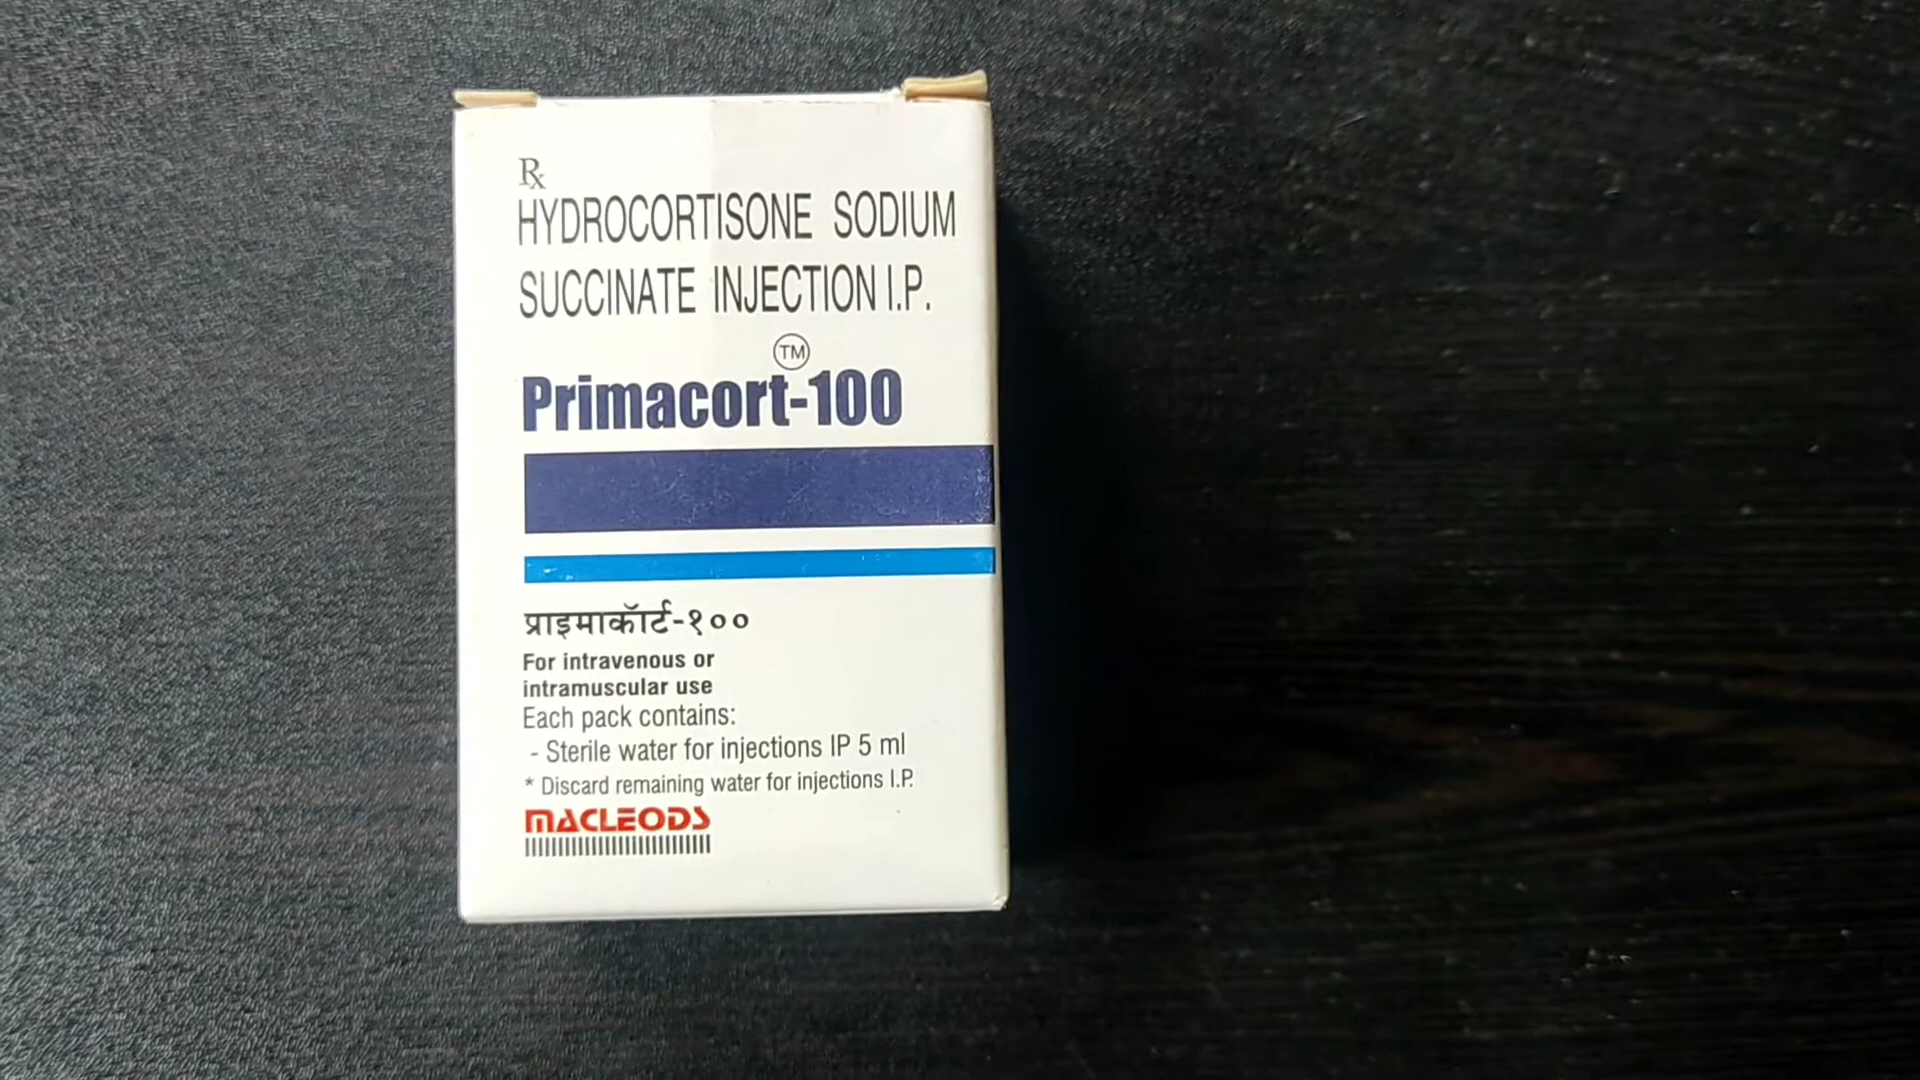 Rx
HYDROCORTISONE SODIUM
SUCCINATE INJECTION I.P.
TM
Primacort-100
प्राइमाकॉर्ट-१००
For intravenous or
intramuscular use
Each pack contains:
- Sterile water for injections IP 5 ml
* Discard remaining water for injections I.P.
MACLEODS